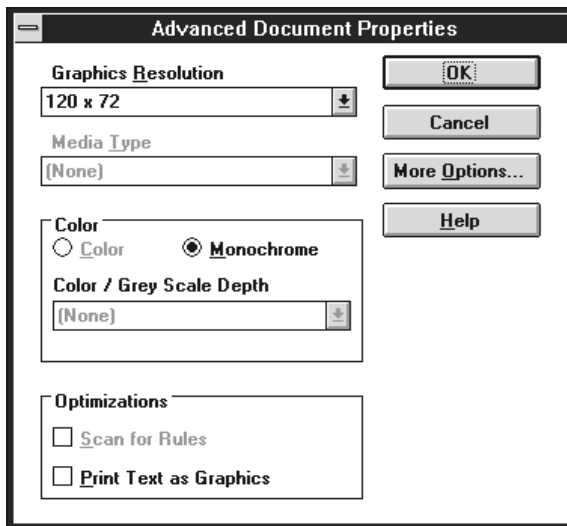 Advanced Document Properties
Graphics Resolution
120 x 72
Media Type
(None)
Color
Color
Monochrome
Color / Grey Scale Depth
(None)
Optimizations
Scan for Rules
Print Text as Graphics
OK
Cancel
More Options...
Help